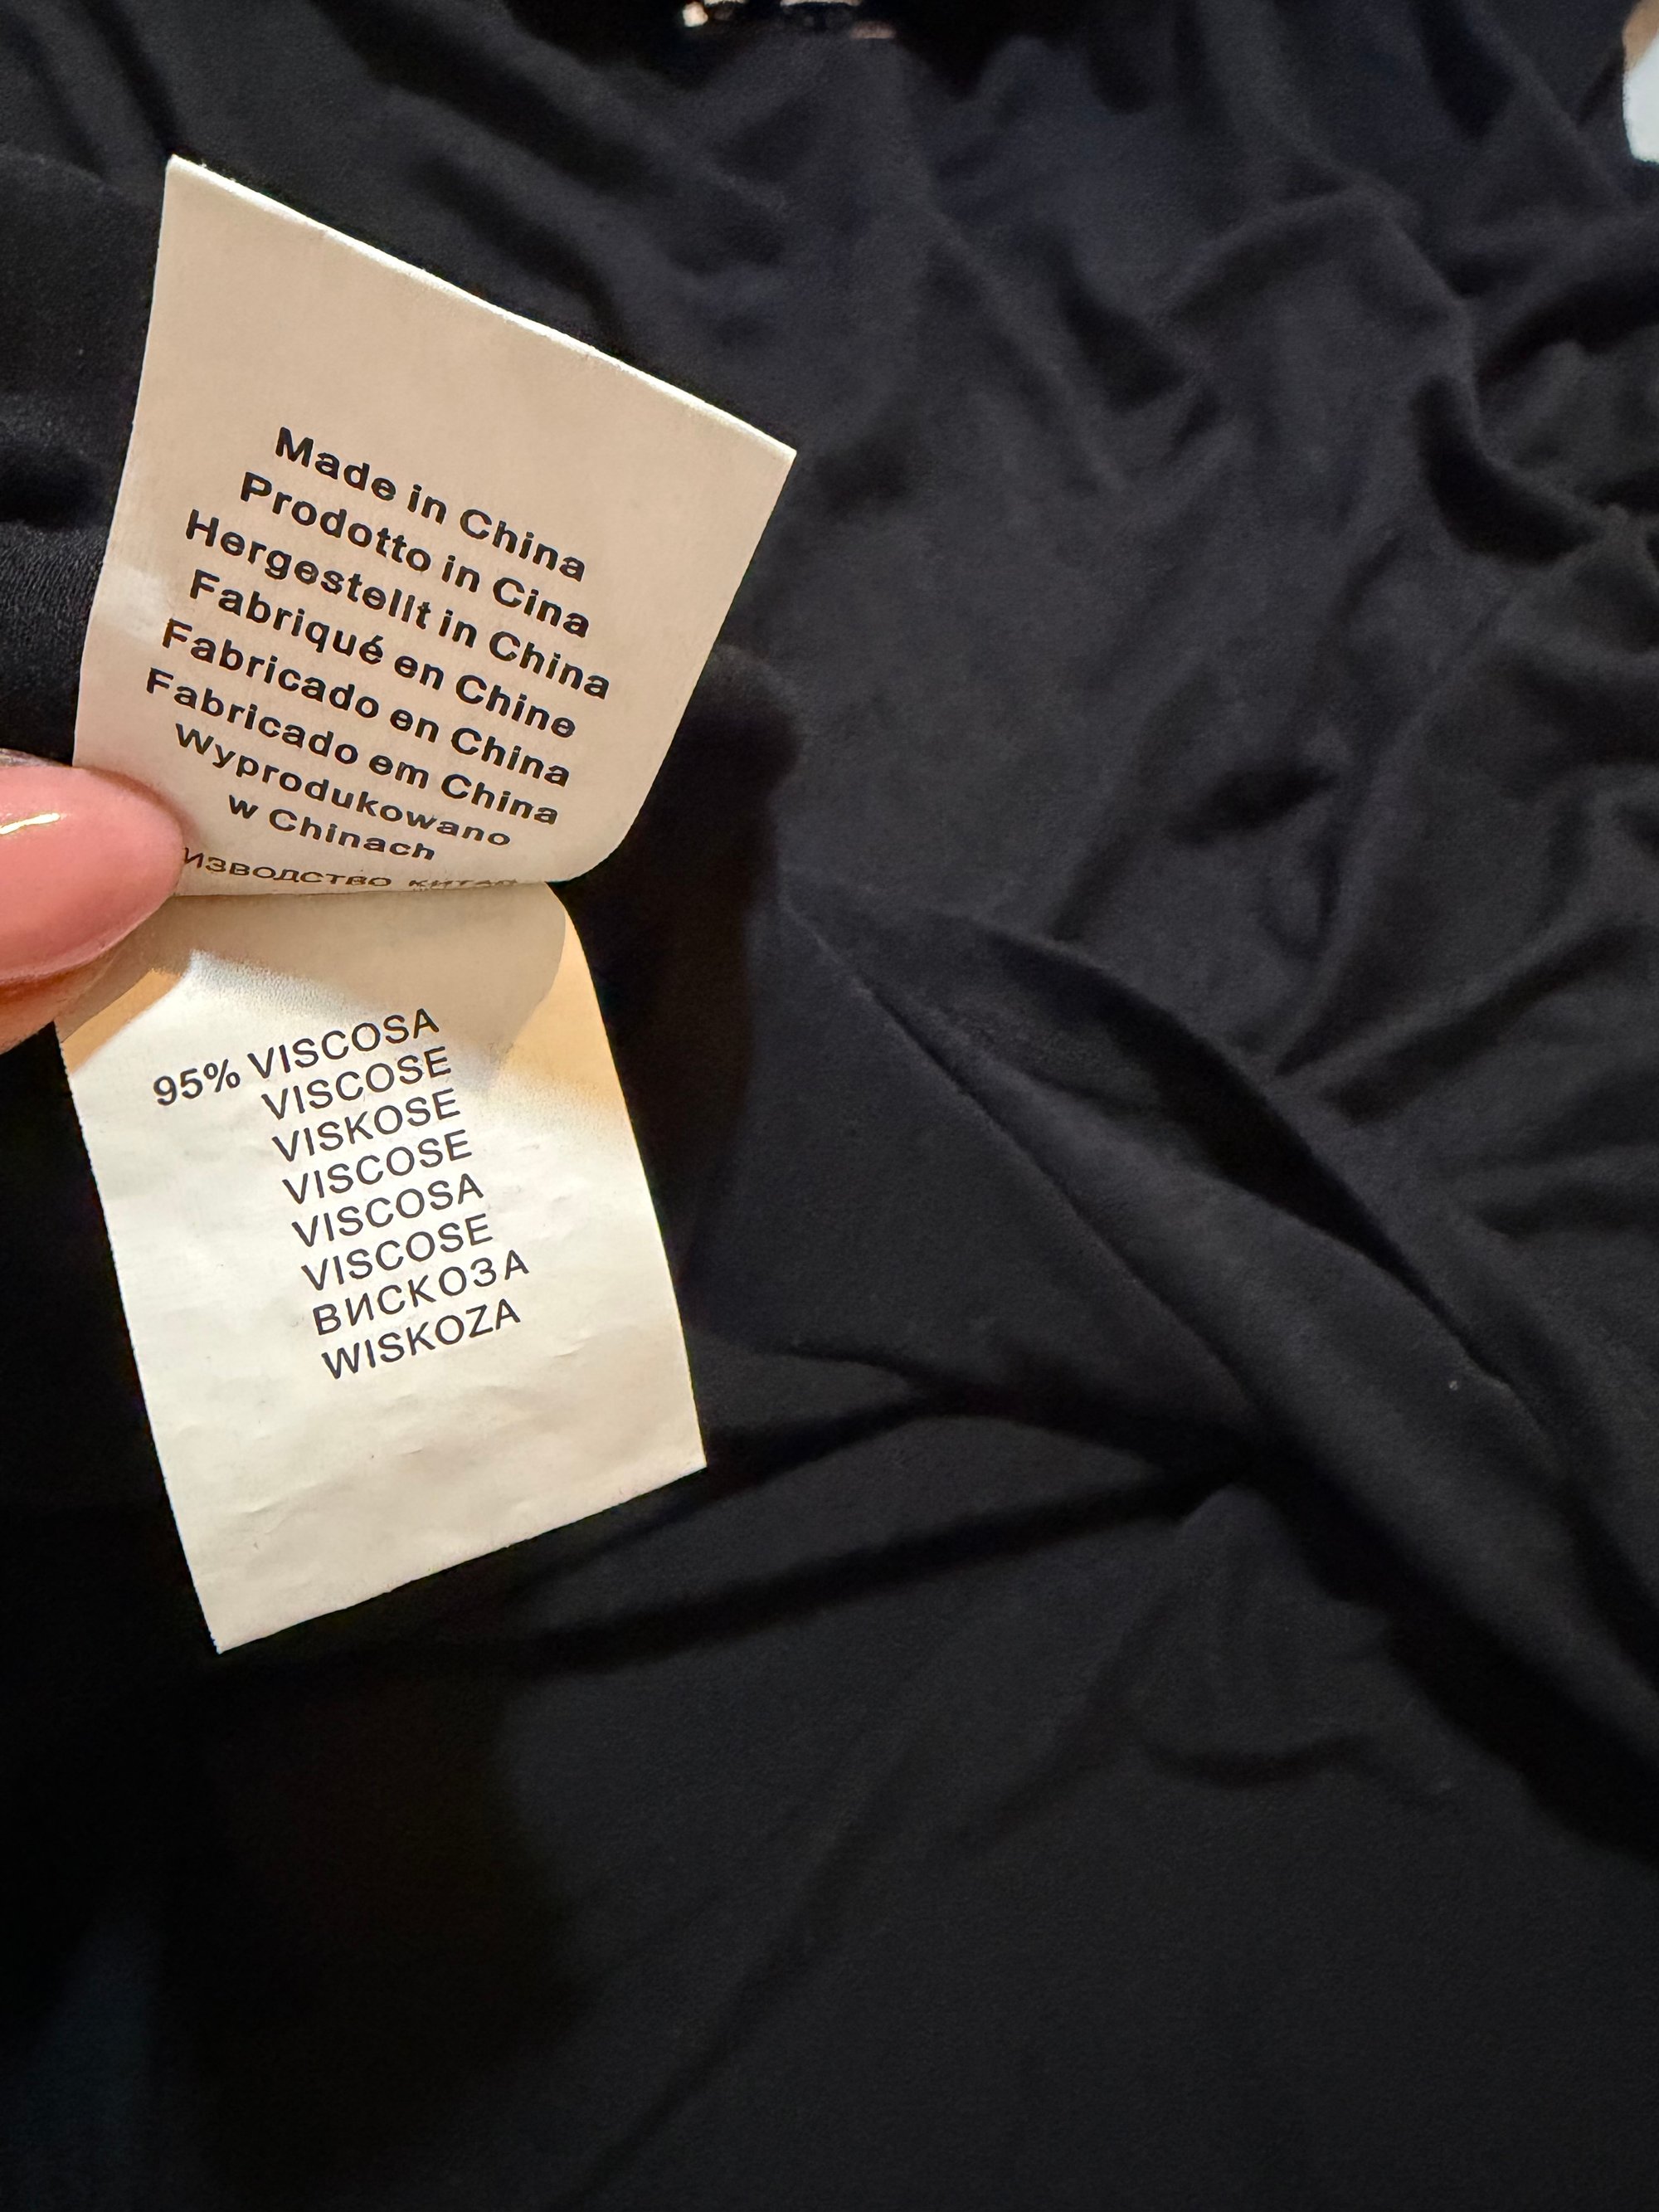 Made in China
Prodotto in Cina
Hergestellt in China
Fabriqué en Chine
Fabricado en China
Fabricado em China
Wyprodukowano
w Chinach
95% VISCOSA
VISCOSE
VISKOSE
VISCOSE
VISCOSA
VISCOSE
ВИСКОЗА
WISKOZA